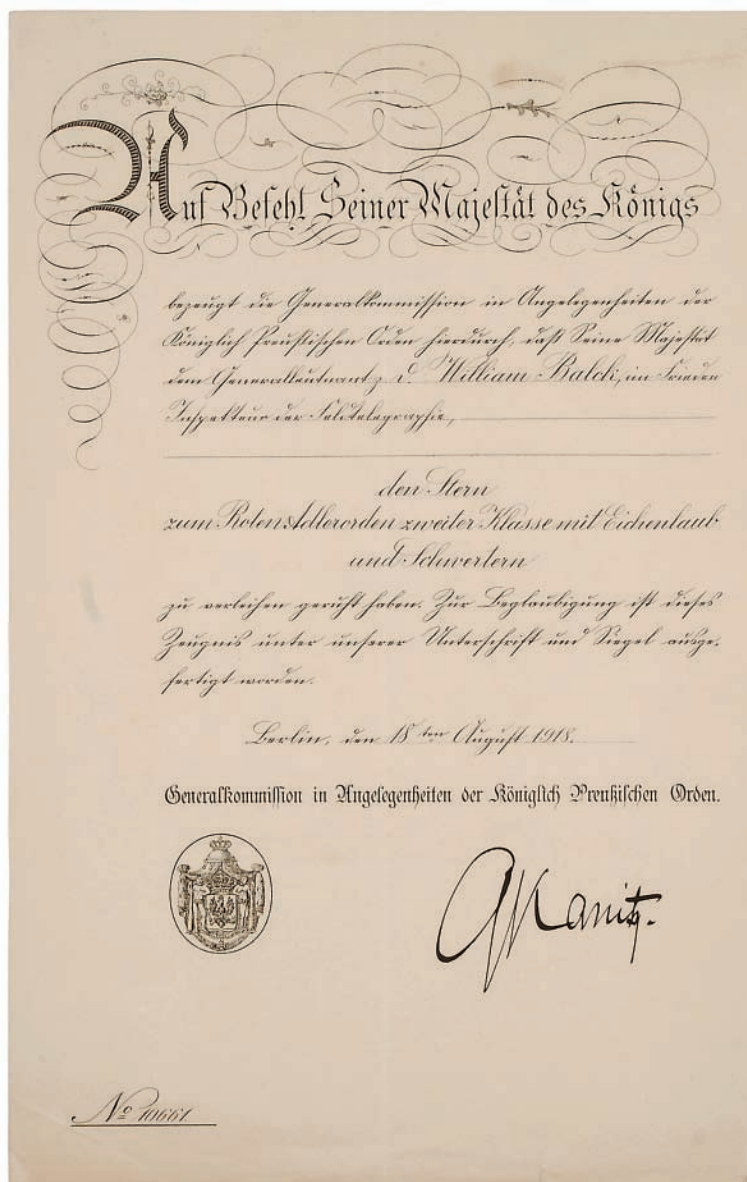 Auf Befehl Seiner Majestät des Königs
bezeugt die Generalkommission in Angelegenheiten der
Königlich Preußischen Orden hierdurch, daß Seine Majestät
dem Generalleutnant z. D. William Balck, im Frieden
Inspekteur der Feldtelegraphie,
den Stern
zum Roten Adlerorden zweiter Klasse mit Eichenlaub
und Schwertern
zu verleihen geruht haben. Zur Beglaubigung ist dieses
Zeugnis unter unserer Unterschrift und Siegel ausge-
fertigt worden.
Berlin, den 18ten August 1918.
Generalkommission in Angelegenheiten der Königlich Preußischen Orden.
Kanitz.
No